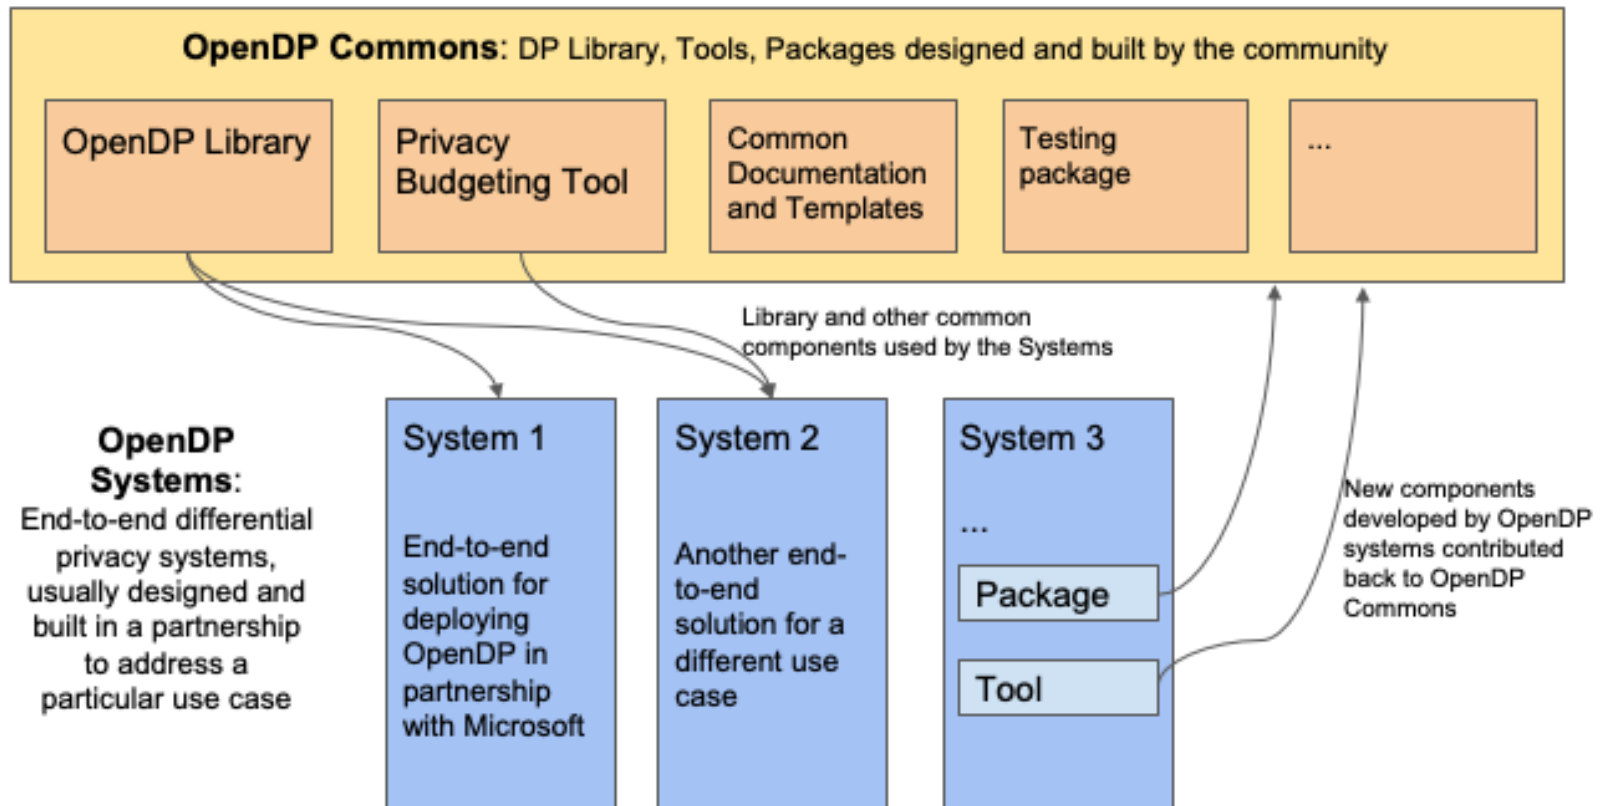 OpenDP Commons: DP Library, Tools, Packages designed and built by the community
OpenDP Library
Privacy
Budgeting Tool
Common
Documentation
and Templates
Testing
package
...
Library and other common
components used by the Systems
OpenDP
Systems:
End-to-end differential
privacy systems,
usually designed and
built in a partnership
to address a
particular use case
System 1
End-to-end
solution for
deploying
OpenDP in
partnership
with Microsoft
System 2
Another end-
to-end
solution for a
different use
case
System 3
...
Package
Tool
New components
developed by OpenDP
systems contributed
back to OpenDP
Commons